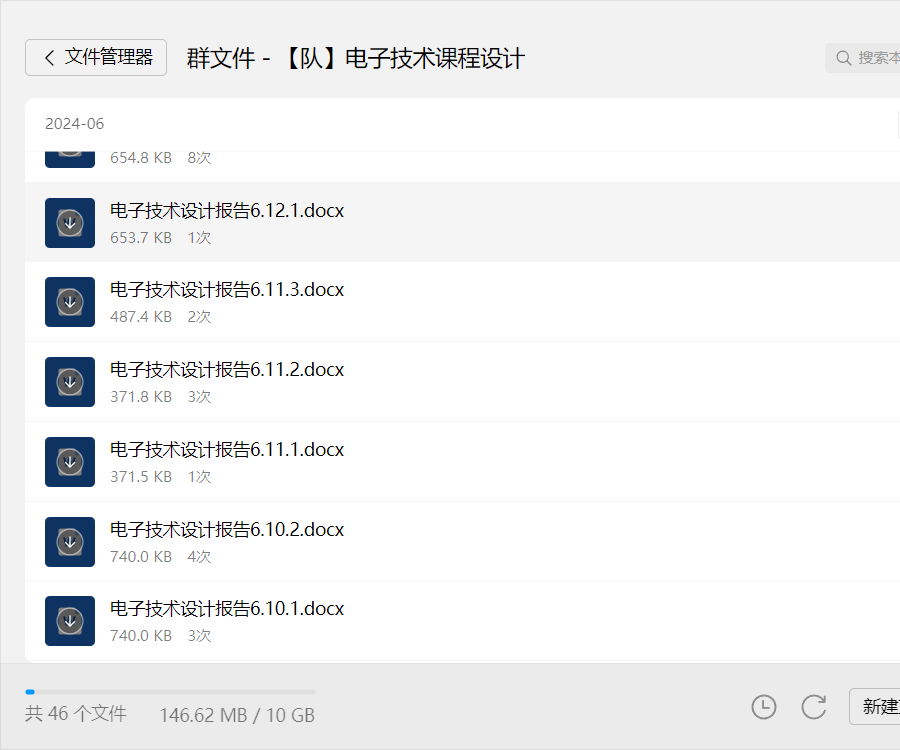 文件管理器
群文件 - 【队】电子技术课程设计
搜索本
2024-06
654.8 KB 8次
电子技术设计报告6.12.1.docx
653.7 KB 1次
电子技术设计报告6.11.3.docx
487.4 KB 2次
电子技术设计报告6.11.2.docx
371.8 KB 3次
电子技术设计报告6.11.1.docx
371.5 KB 1次
电子技术设计报告6.10.2.docx
740.0 KB 4次
电子技术设计报告6.10.1.docx
740.0 KB 3次
共 46 个文件 146.62 MB / 10 GB
新建